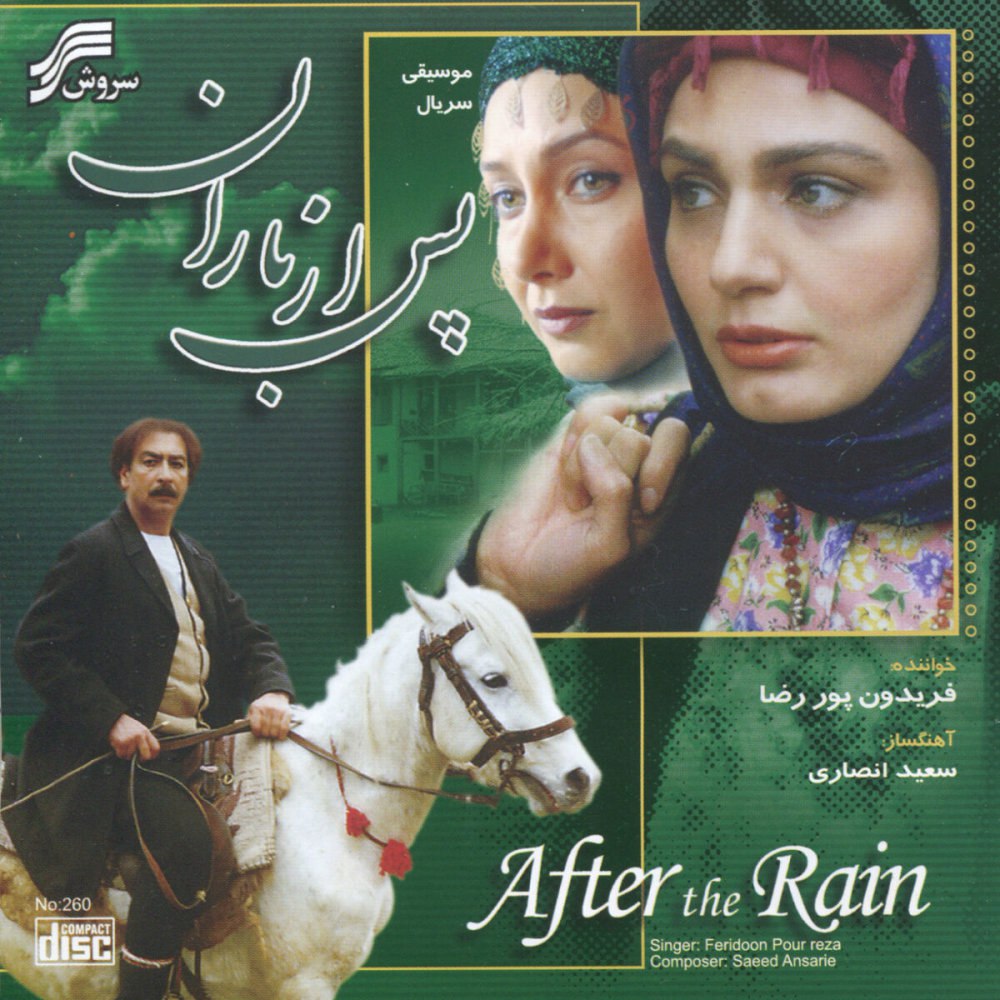 سروش
موسیقی
سریال
پس از باران
خواننده:
فریدون پور رضا
آهنگساز:
سعید انصاری
After the Rain
Singer: Feridoon Pour reza
Composer: Saeed Ansarie
No:260
COMPACT
disc